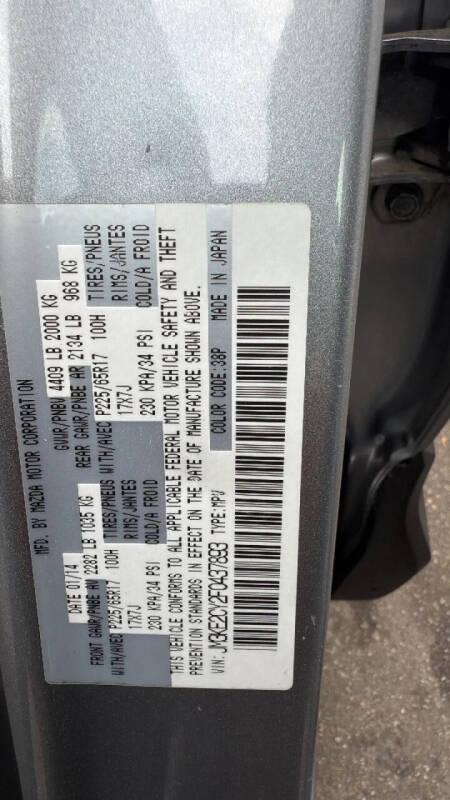 MFD. BY MAZDA MOTOR CORPORATION
DATE 01/14 GVWR/PNBV 4409 LB 2000 KG
FRONT GAWR/PNBE AV 2282 LB 1035 KG REAR GAWR/PNBE AR 2134 LB 968 KG
WITH/AVEC P225/65R17 100H TIRES/PNEUS WITH/AVEC P225/65R17 100H TIRES/PNEUS
17X7J RIMS/JANTES 17X7J RIMS/JANTES
230 KPA/34 PSI COLD/A FROID 230 KPA/34 PSI COLD/A FROID
THIS VEHICLE CONFORMS TO ALL APPLICABLE FEDERAL MOTOR VEHICLE SAFETY AND THEFT
PREVENTION STANDARDS IN EFFECT ON THE DATE OF MANUFACTURE SHOWN ABOVE.
VIN: JM3KE2CY2F0437893 TYPE:MPV COLOR CODE:38P MADE IN JAPAN